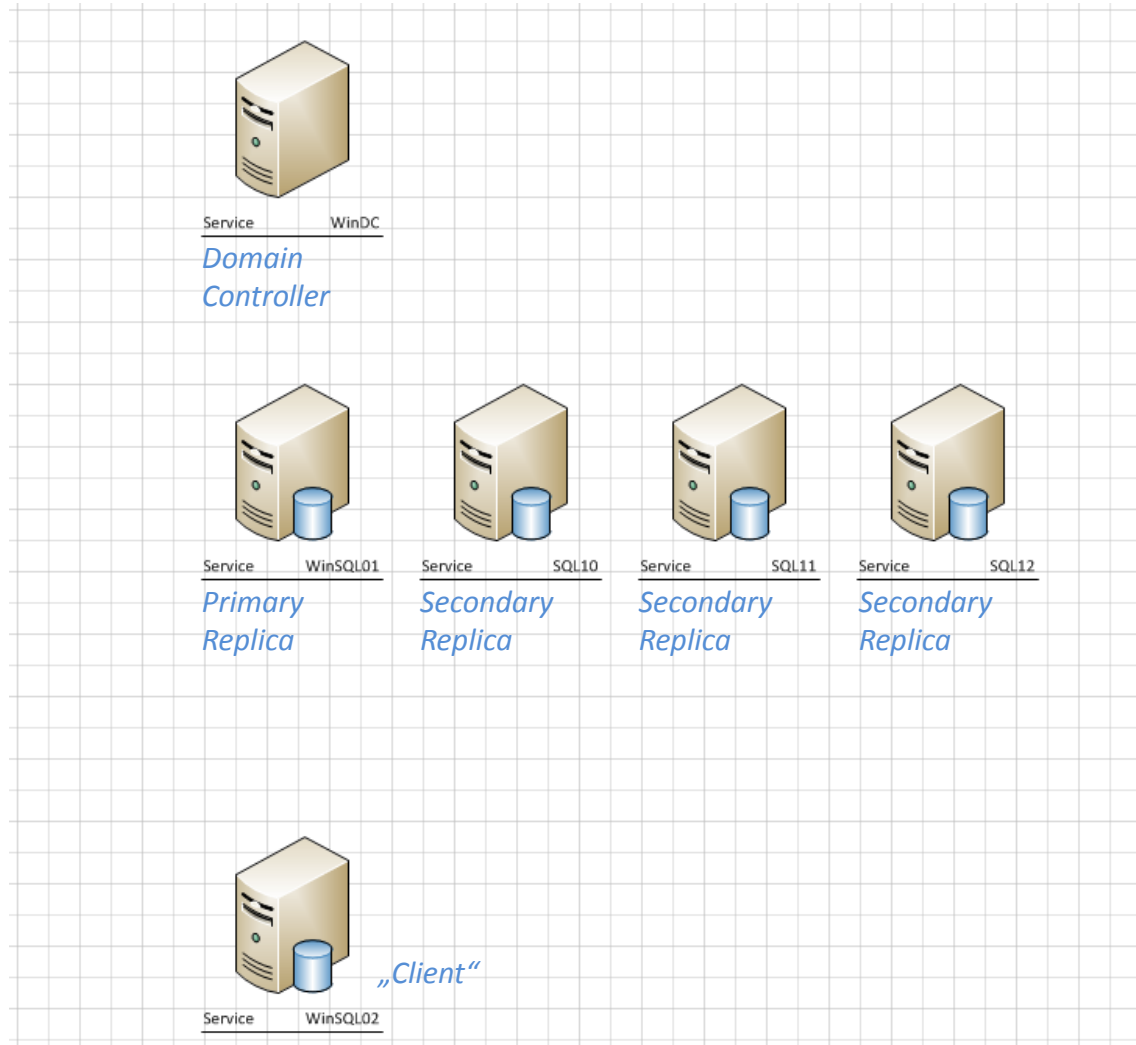 Service WinDC
Domain
Controller
Service WinSQL01
Primary
Replica
Service SQL10
Secondary
Replica
Service SQL11
Secondary
Replica
Service SQL12
Secondary
Replica
„Client“
Service WinSQL02